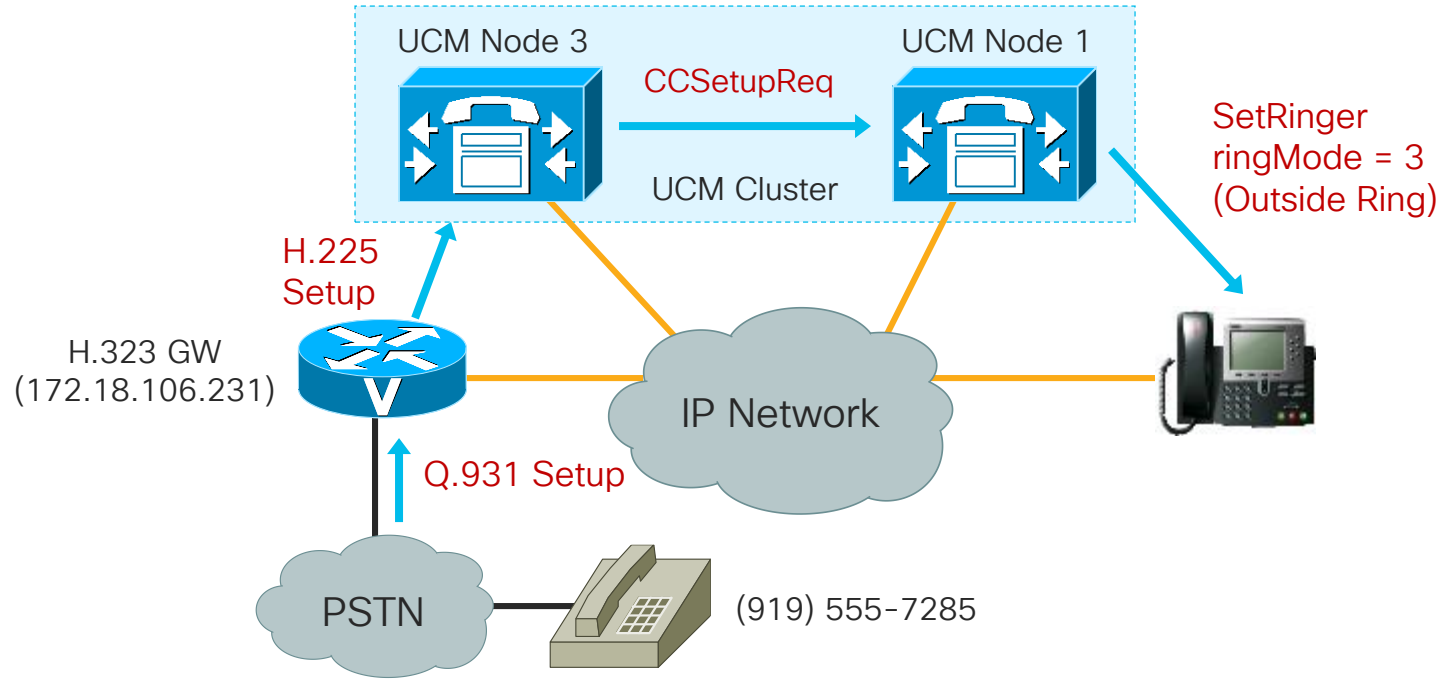 UCM Node 3
UCM Node 1
CCSetupReq
SetRinger
ringMode = 3
(Outside Ring)
UCM Cluster
H.225
Setup
H.323 GW
(172.18.106.231)
V
IP Network
Q.931 Setup
PSTN
(919) 555-7285